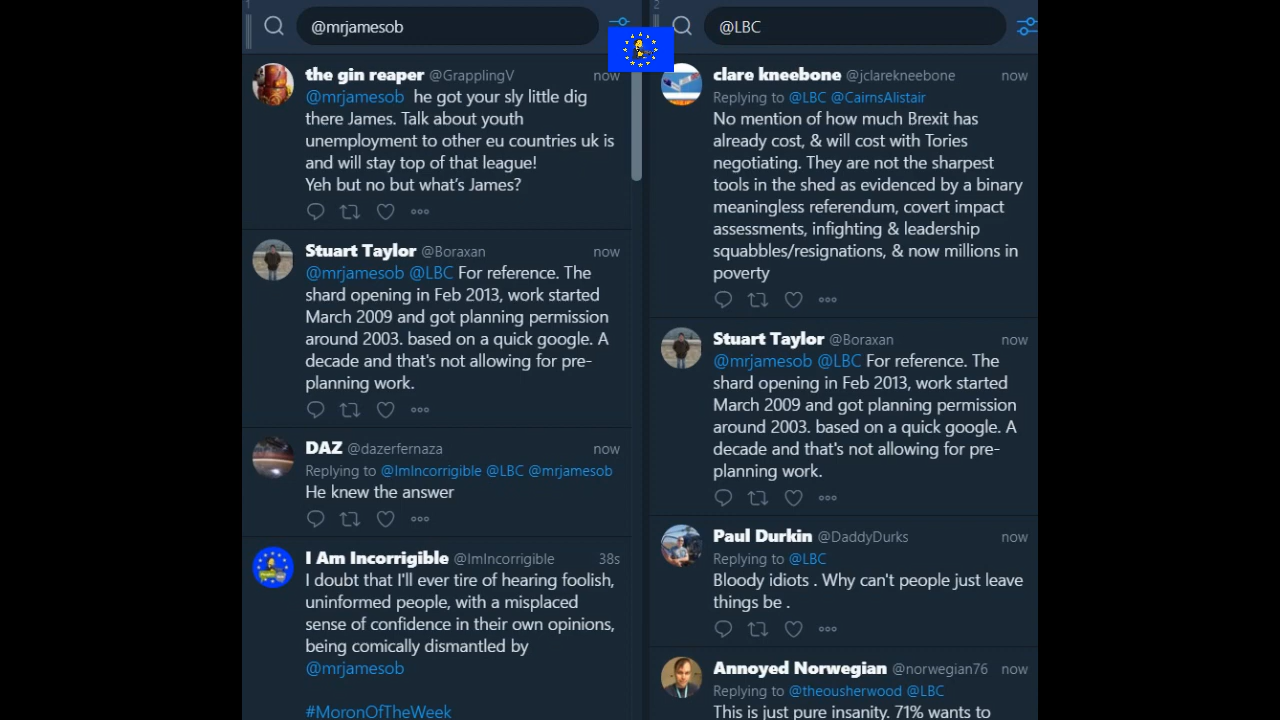 1
@mrjamesob
the gin reaper @GrapplingV now
@mrjamesob he got your sly little dig
there James. Talk about youth
unemployment to other eu countries uk is
and will stay top of that league!
Yeh but no but what's James?
Stuart Taylor @Boraxan now
@mrjamesob @LBC For reference. The
shard opening in Feb 2013, work started
March 2009 and got planning permission
around 2003. based on a quick google. A
decade and that's not allowing for pre-
planning work.
DAZ @dazerfernaza now
Replying to @ImIncorrigible @LBC @mrjamesob
He knew the answer
I Am Incorrigible @ImIncorrigible 38s
I doubt that I'll ever tire of hearing foolish,
uninformed people, with a misplaced
sense of confidence in their own opinions,
being comically dismantled by
@mrjamesob
#MoronOfTheWeek
2
@LBC
clare kneebone @jclarekneebone now
Replying to @LBC @CairnsAlistair
No mention of how much Brexit has
already cost, & will cost with Tories
negotiating. They are not the sharpest
tools in the shed as evidenced by a binary
meaningless referendum, covert impact
assessments, infighting & leadership
squabbles/resignations, & now millions in
poverty
Stuart Taylor @Boraxan now
@mrjamesob @LBC For reference. The
shard opening in Feb 2013, work started
March 2009 and got planning permission
around 2003. based on a quick google. A
decade and that's not allowing for pre-
planning work.
Paul Durkin @DaddyDurks now
Replying to @LBC
Bloody idiots . Why can't people just leave
things be .
Annoyed Norwegian @norwegian76 now
Replying to @theousherwood @LBC
This is just pure insanity. 71% wants to